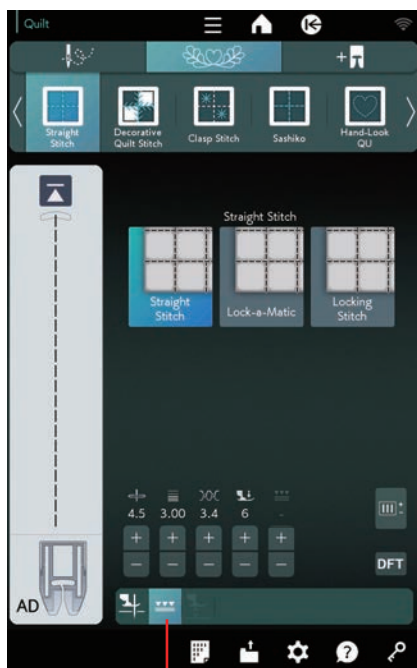 Quilt
Straight
Stitch
Decorative
Quilt Stitch
Clasp Stitch
Sashiko
Hand-Look
QU
Straight Stitch
Straight
Stitch
Lock-a-Matic
Locking
Stitch
4.5 3.00 3.4 6 -
+ + + + +
- - - - -
DFT
AD